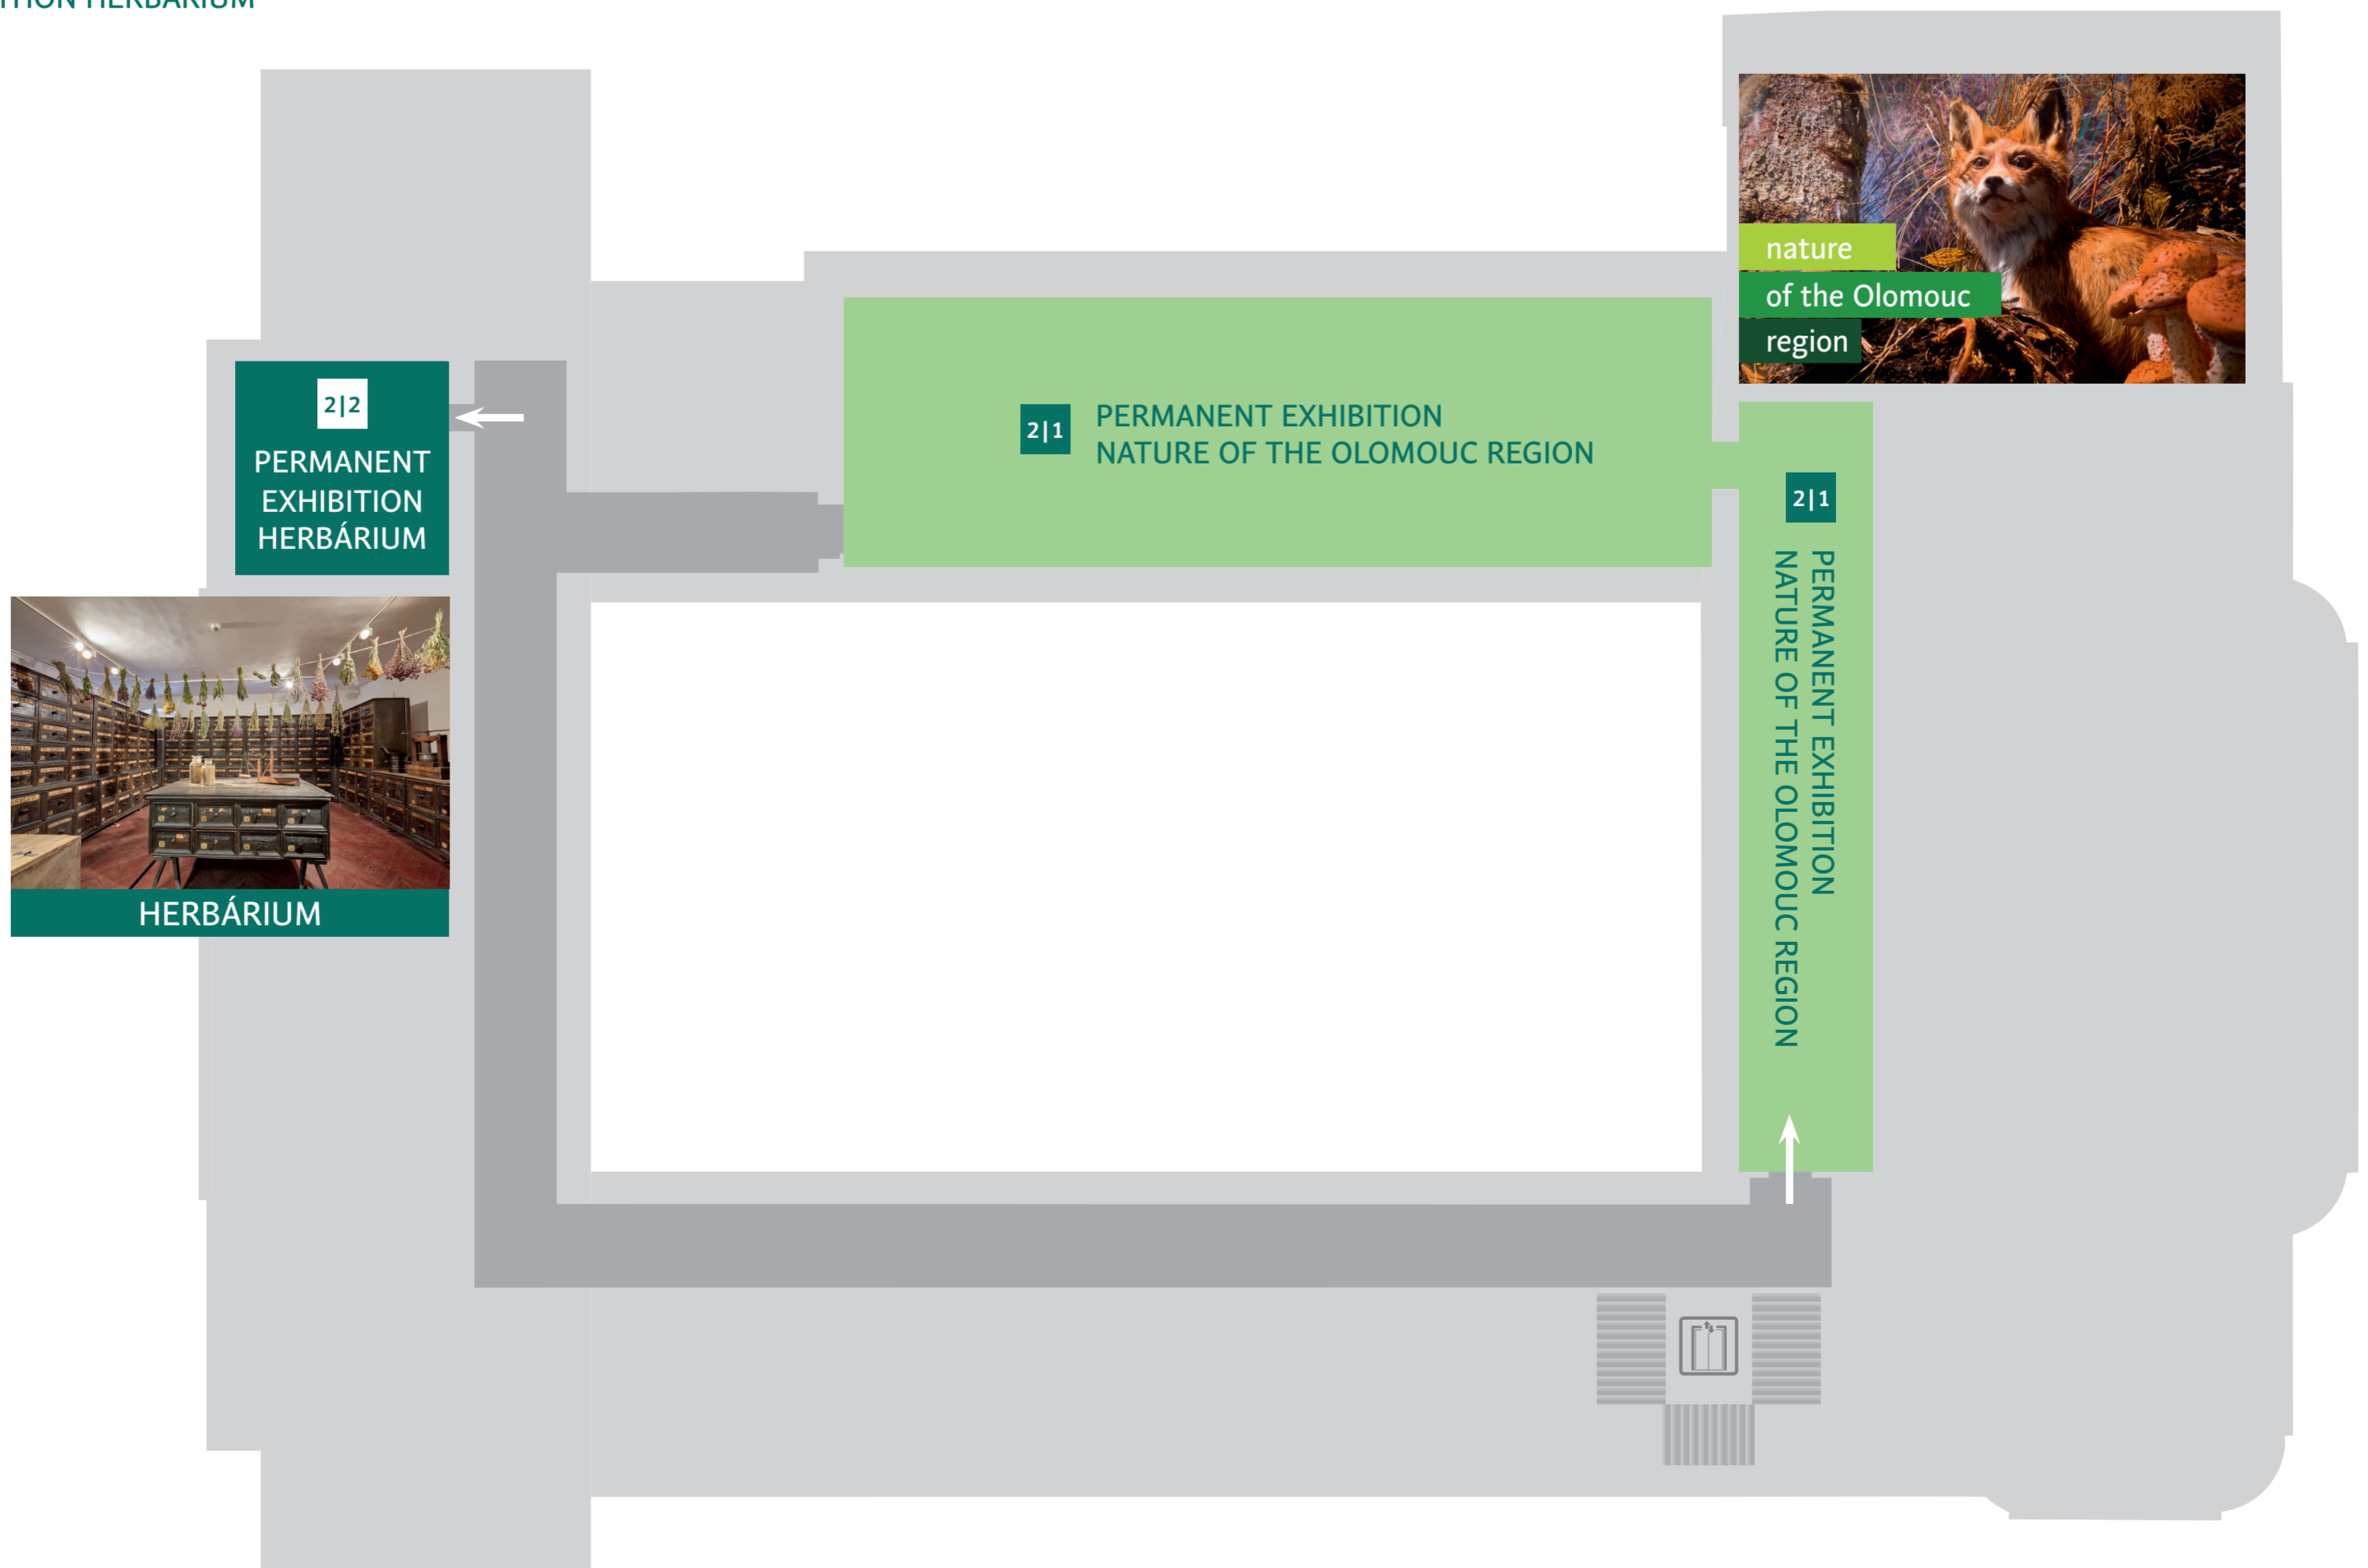 HERBÁRIUM
nature
of the Olomouc
region
2|2
PERMANENT
EXHIBITION
HERBÁRIUM
2|1
PERMANENT EXHIBITION
NATURE OF THE OLOMOUC REGION
2|1
PERMANENT EXHIBITION
NATURE OF THE OLOMOUC REGION
HERBÁRIUM